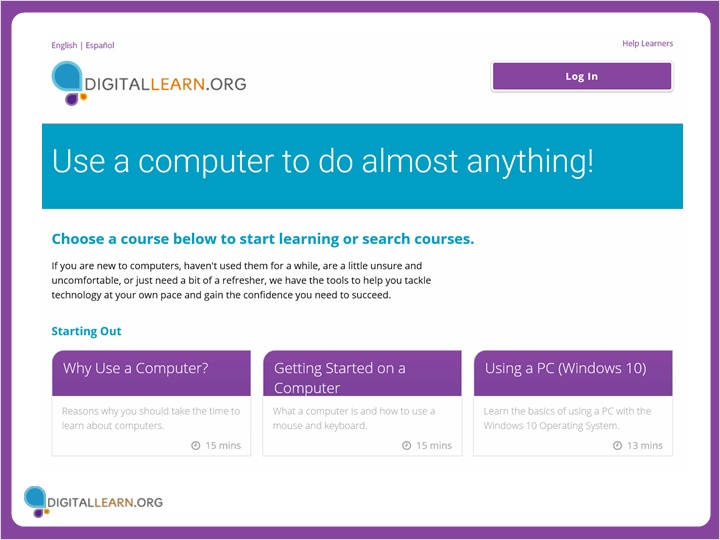 English | Español
Help Learners
DIGITALLEARN.ORG
Log In
Use a computer to do almost anything!
Choose a course below to start learning or search courses.
If you are new to computers, haven't used them for a while, are a little unsure and
uncomfortable, or just need a bit of a refresher, we have the tools to help you tackle
technology at your own pace and gain the confidence you need to succeed.
Starting Out
Why Use a Computer?
Reasons why you should take the time to
learn about computers.
15 mins
Getting Started on a
Computer
What a computer is and how to use a
mouse and keyboard.
15 mins
Using a PC (Windows 10)
Learn the basics of using a PC with the
Windows 10 Operating System.
13 mins
DIGITALLEARN.ORG